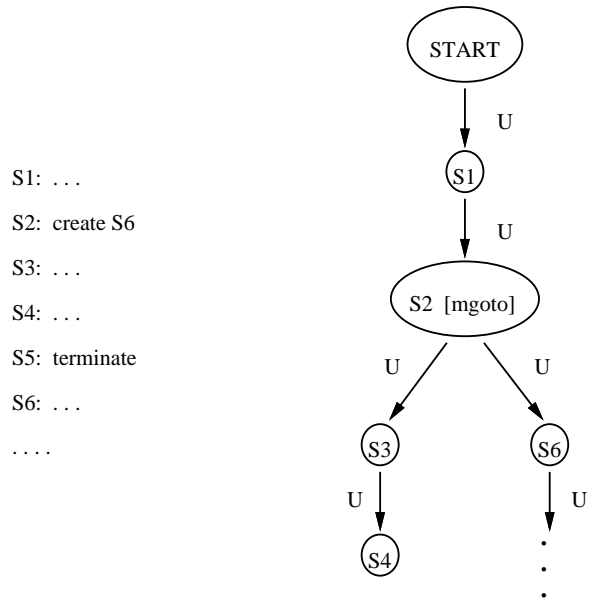 S1: . . .
S2: create S6
S3: . . .
S4: . . .
S5: terminate
S6: . . .
. . . .
START
U
S1
U
S2 [mgoto]
U U
S3 S6
U U
S4